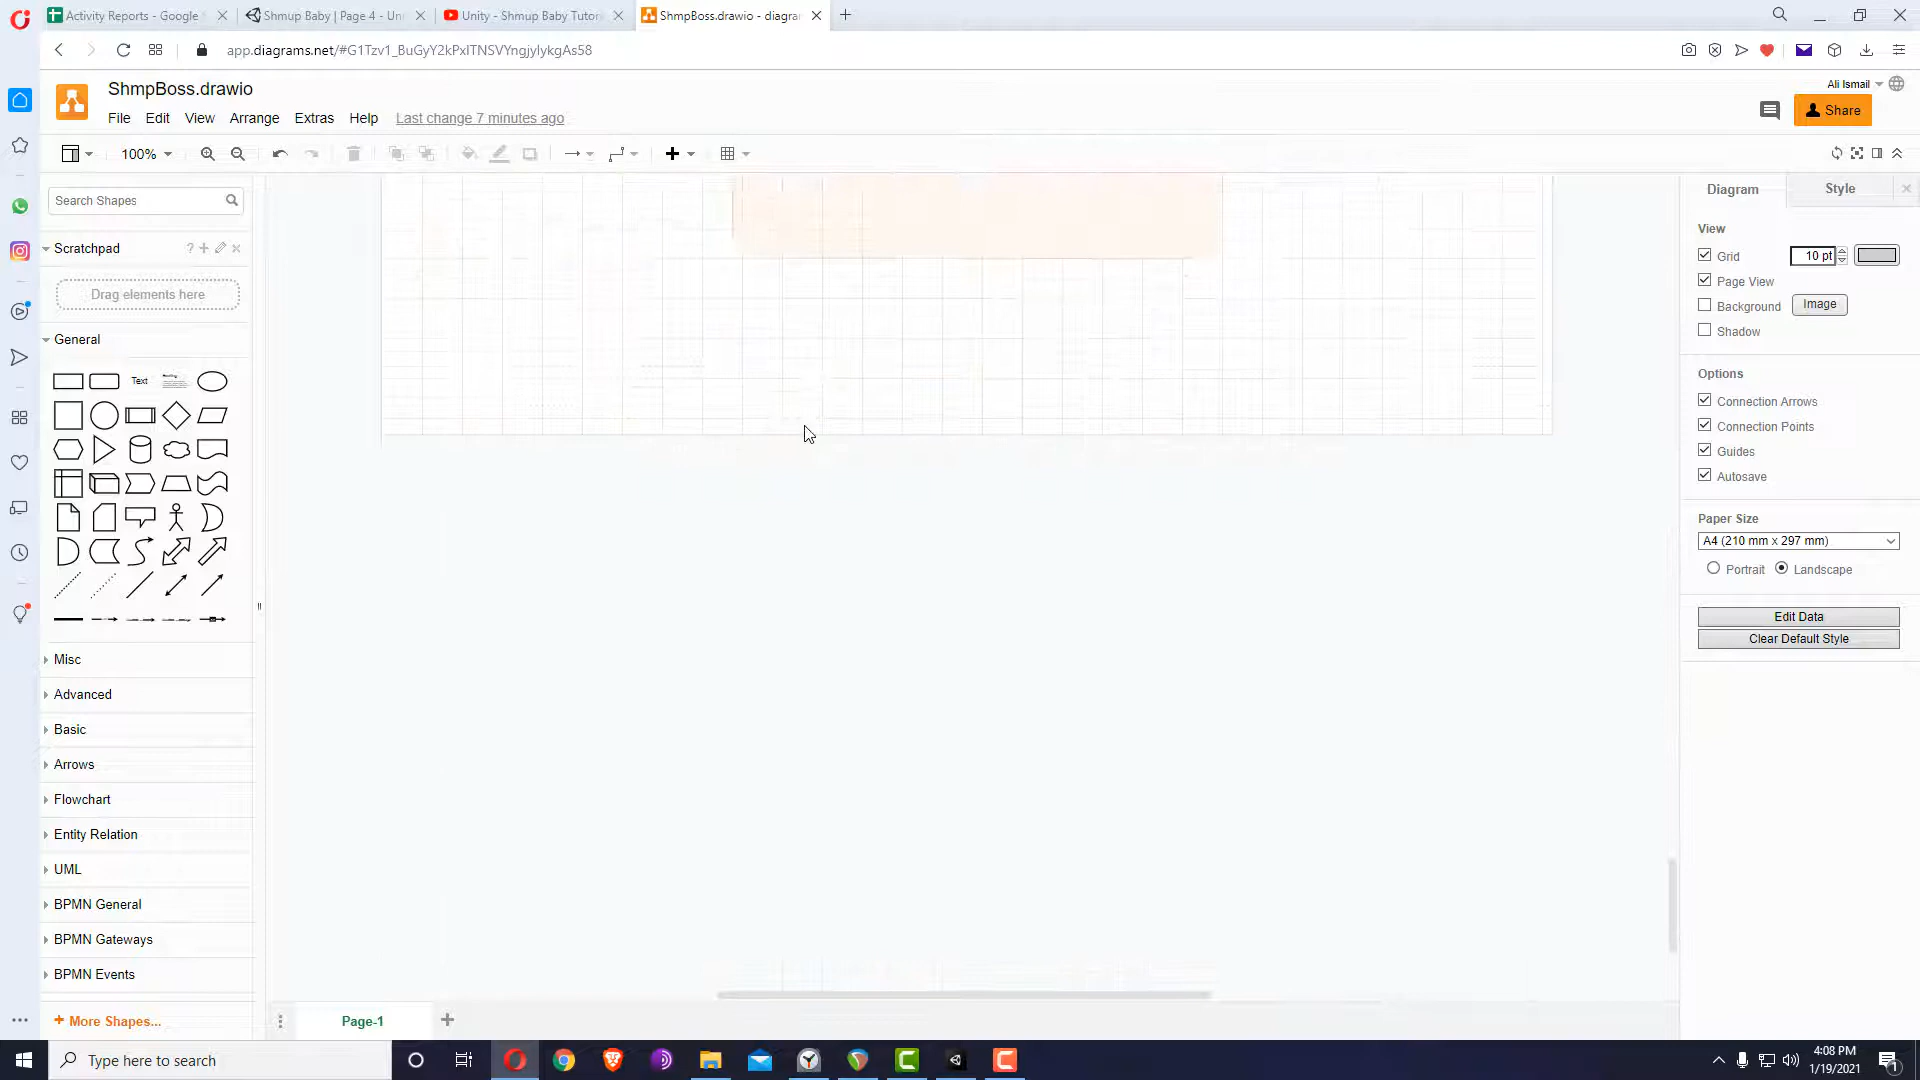 Activity Reports - Google
Shmup Baby | Page 4 - Un
Unity - Shmup Baby Tutor
ShmpBoss.drawio - diagra
app.diagrams.net/#G1Tzv1_BuGyY2kPxITNSVYngjylykgAs58
ShmpBoss.drawio
Ali Ismail
File Edit View Arrange Extras Help Last change 7 minutes ago
Share
100%
Search Shapes
Diagram Style
View
Scratchpad ?
Grid 10 pt
Page View
Drag elements here
Background Image
Shadow
General
Options
Text
Connection Arrows
Connection Points
Guides
Autosave
Paper Size
A4 (210 mm x 297 mm)
Portrait Landscape
Edit Data
Clear Default Style
Misc
Advanced
Basic
Arrows
Flowchart
Entity Relation
UML
BPMN General
BPMN Gateways
BPMN Events
+ More Shapes...
Page-1
Type here to search
4:08 PM
1/19/2021
1